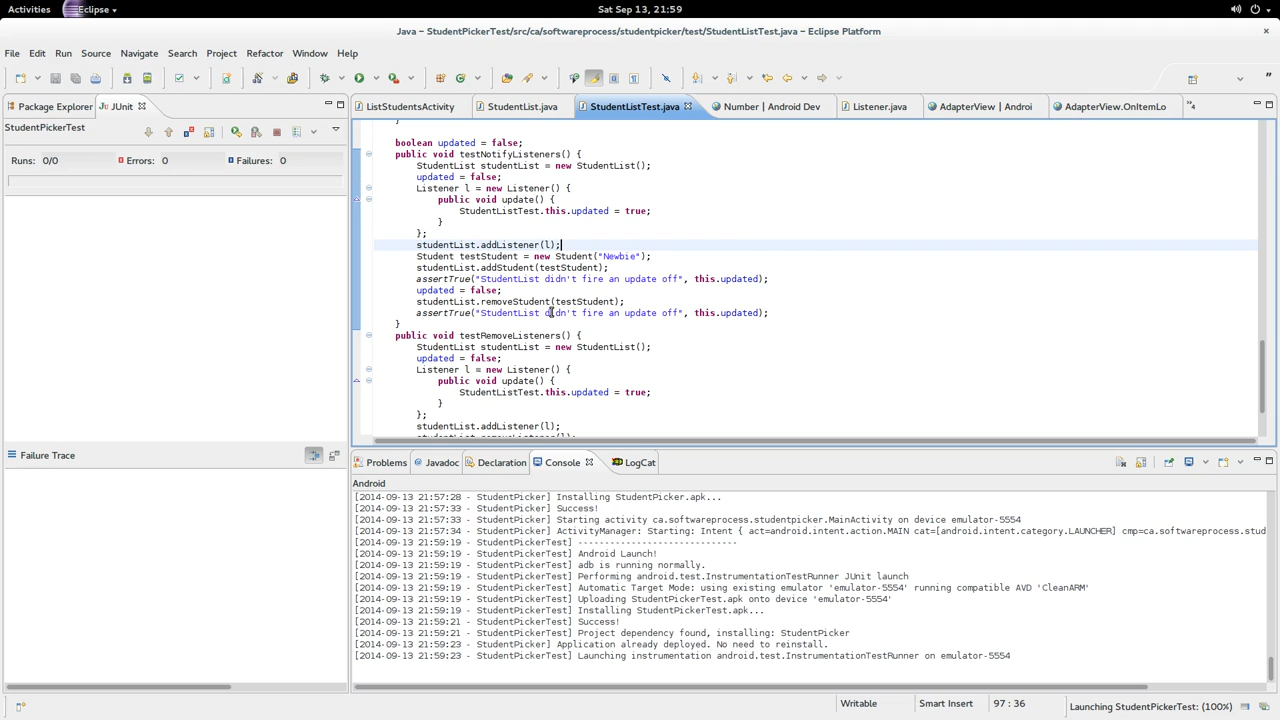 Activities
Eclipse
Sat Sep 13, 21:59
Java – StudentPickerTest/src/ca/softwareprocess/studentpicker/test/StudentListTest.java – Eclipse Platform
File Edit Run Source Navigate Search Project Refactor Window Help
Package Explorer
JUnit
ListStudentsActivity
StudentList.java
StudentListTest.java
Number | Android Dev
Listener.java
AdapterView | Androi
AdapterView.OnItemLo
4
StudentPickerTest
Runs: 0/0
Errors: 0
Failures: 0
Failure Trace
}
boolean updated = false;
public void testNotifyListeners() {
StudentList studentList = new StudentList();
updated = false;
Listener l = new Listener() {
public void update() {
StudentListTest.this.updated = true;
}
};
studentList.addListener(l);
Student testStudent = new Student("Newbie");
studentList.addStudent(testStudent);
assertTrue("StudentList didn't fire an update off", this.updated);
updated = false;
studentList.removeStudent(testStudent);
assertTrue("StudentList didn't fire an update off", this.updated);
}
public void testRemoveListeners() {
StudentList studentList = new StudentList();
updated = false;
Listener l = new Listener() {
public void update() {
StudentListTest.this.updated = true;
}
};
studentList.addListener(l);
Problems
Javadoc
Declaration
Console
LogCat
Android
[2014-09-13 21:57:28 - StudentPicker] Installing StudentPicker.apk...
[2014-09-13 21:57:33 - StudentPicker] Success!
[2014-09-13 21:57:33 - StudentPicker] Starting activity ca.softwareprocess.studentpicker.MainActivity on device emulator-5554
[2014-09-13 21:57:34 - StudentPicker] ActivityManager: Starting: Intent { act=android.intent.action.MAIN cat=[android.intent.category.LAUNCHER] cmp=ca.softwareprocess.stud
[2014-09-13 21:59:19 - StudentPickerTest] ------------------------------
[2014-09-13 21:59:19 - StudentPickerTest] Android Launch!
[2014-09-13 21:59:19 - StudentPickerTest] adb is running normally.
[2014-09-13 21:59:19 - StudentPickerTest] Performing android.test.InstrumentationTestRunner JUnit launch
[2014-09-13 21:59:19 - StudentPickerTest] Automatic Target Mode: using existing emulator 'emulator-5554' running compatible AVD 'CleanARM'
[2014-09-13 21:59:19 - StudentPickerTest] Uploading StudentPickerTest.apk onto device 'emulator-5554'
[2014-09-13 21:59:19 - StudentPickerTest] Installing StudentPickerTest.apk...
[2014-09-13 21:59:21 - StudentPickerTest] Success!
[2014-09-13 21:59:21 - StudentPickerTest] Project dependency found, installing: StudentPicker
[2014-09-13 21:59:23 - StudentPickerTest] Application already deployed. No need to reinstall.
[2014-09-13 21:59:23 - StudentPickerTest] Launching instrumentation android.test.InstrumentationTestRunner on emulator-5554
Writable
Smart Insert
97 : 36
Launching StudentPickerTest: (100%)